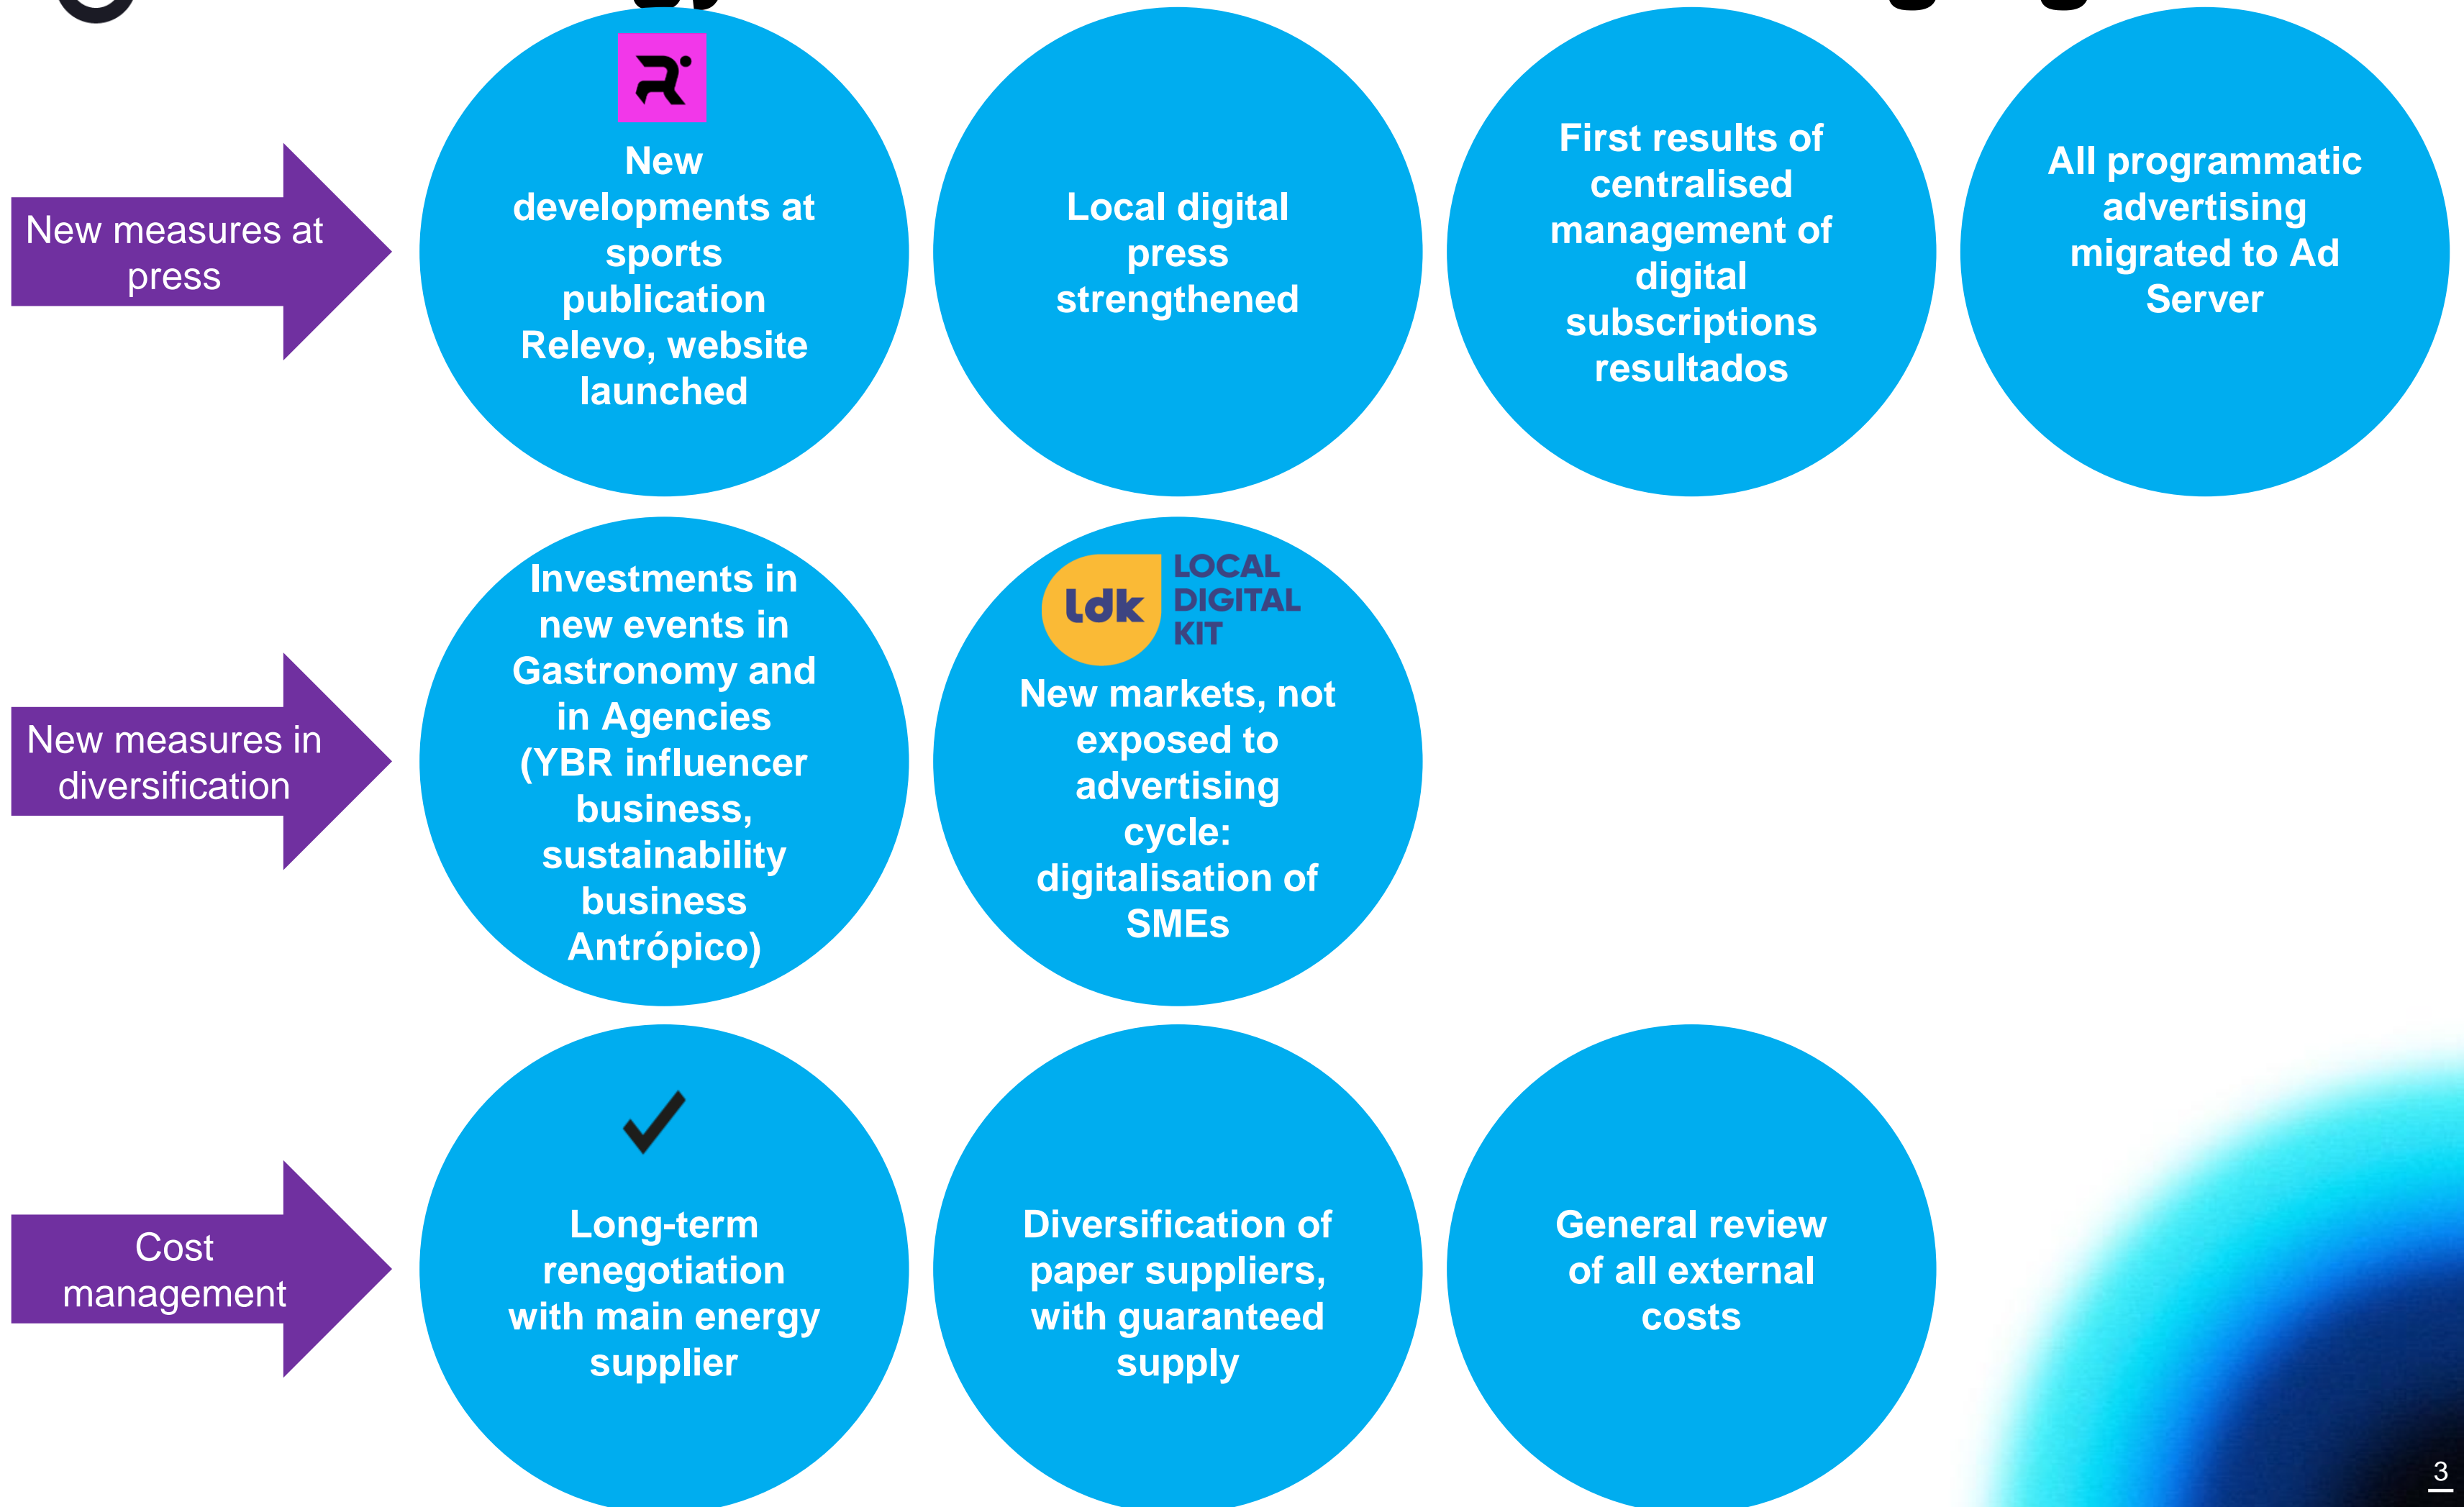 New measures at
press
New
developments at
sports
publication
Relevo, website
launched
Local digital
press
strengthened
First results of
centralised
management of
digital
subscriptions
resultados
All programmatic
advertising
migrated to Ad
Server
New measures in
diversification
Investments in
new events in
Gastronomy and
in Agencies
(YBR influencer
business,
sustainability
business
Antrópico)
ldk
LOCAL
DIGITAL
KIT
New markets, not
exposed to
advertising
cycle:
digitalisation of
SMEs
Cost
management
Long-term
renegotiation
with main energy
supplier
Diversification of
paper suppliers,
with guaranteed
supply
General review
of all external
costs
3